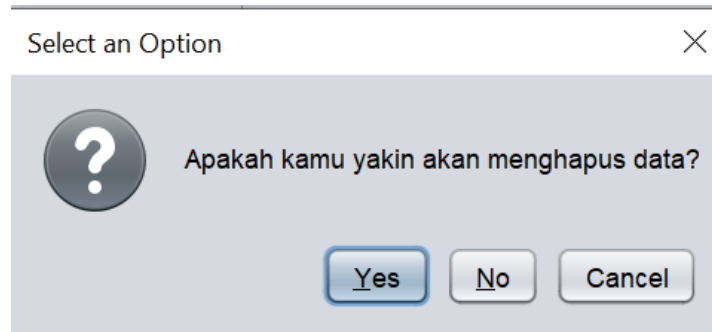 Select an Option
Apakah kamu yakin akan menghapus data?
Yes No Cancel